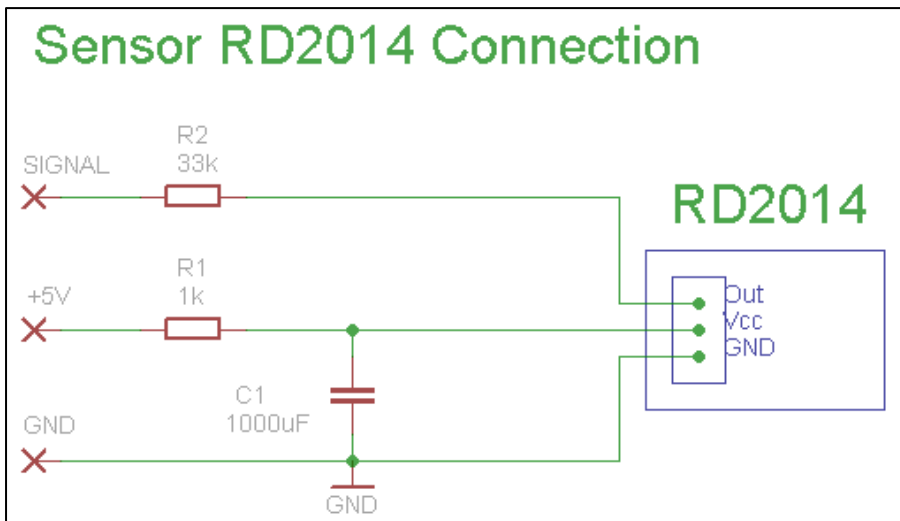 Sensor RD2014 Connection
R2
33k
SIGNAL
RD2014
R1
1k
+5V
Out
Vcc
GND
C1
1000uF
GND
GND